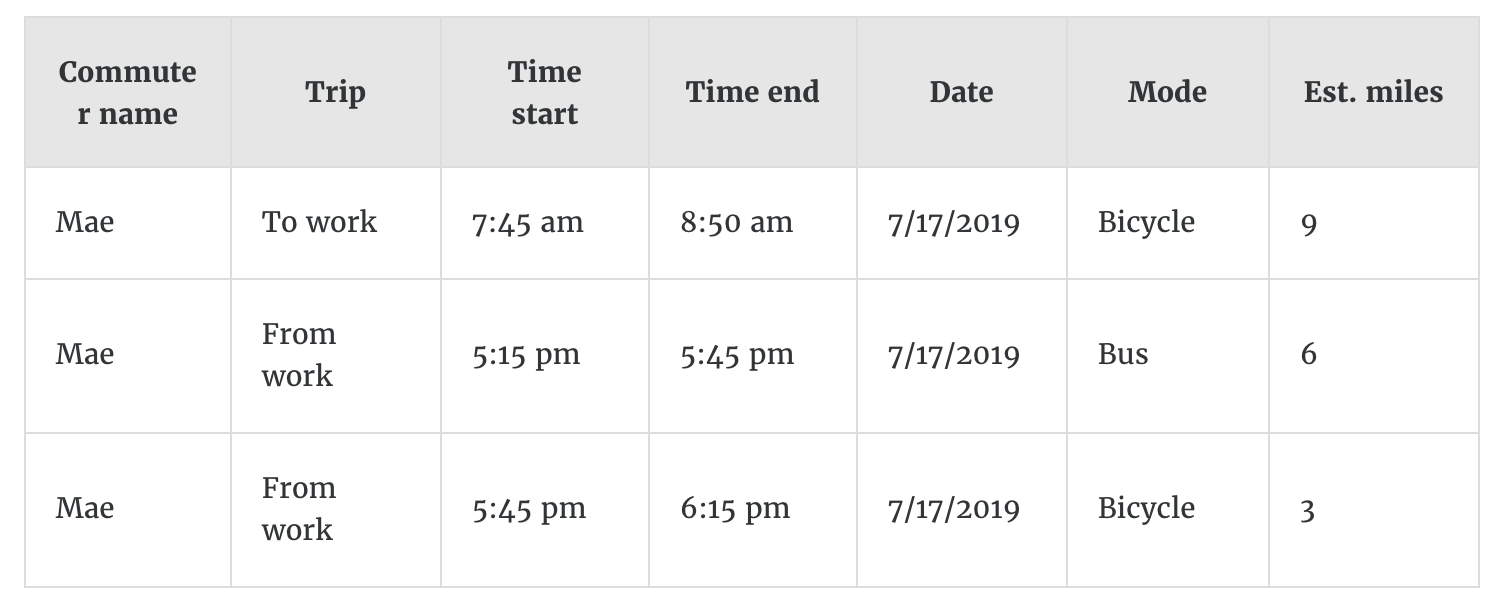 Commute
r name
Trip
Time
start
Time end
Date
Mode
Est. miles
Mae
To work
7:45 am
8:50 am
7/17/2019
Bicycle
9
Mae
From
work
5:15 pm
5:45 pm
7/17/2019
Bus
6
Mae
From
work
5:45 pm
6:15 pm
7/17/2019
Bicycle
3